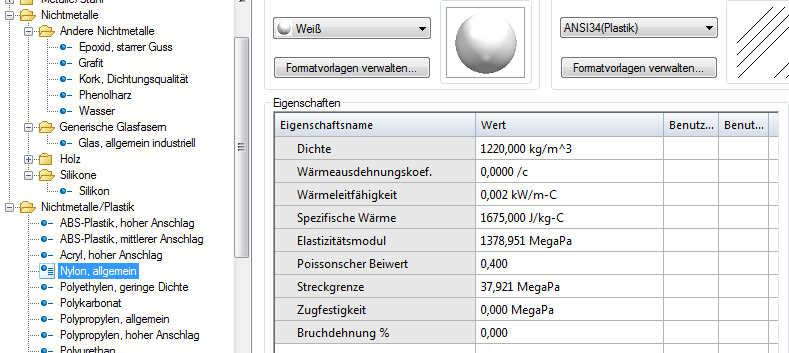 Metalle/Stahl
Nichtmetalle
Andere Nichtmetalle
Epoxid, starrer Guss
Grafit
Kork, Dichtungsqualität
Phenolharz
Wasser
Generische Glasfasern
Glas, allgemein industriell
Holz
Silikone
Silikon
Nichtmetalle/Plastik
ABS-Plastik, hoher Anschlag
ABS-Plastik, mittlerer Anschlag
Acryl, hoher Anschlag
Nylon, allgemein
Polyethylen, geringe Dichte
Polykarbonat
Polypropylen, allgemein
Polypropylen, hoher Anschlag
Polyurethan
Weiß
Formatvorlagen verwalten...
ANSI34(Plastik)
Formatvorlagen verwalten...
Eigenschaften
Eigenschaftsname Wert Benutz... Benut...
Dichte 1220,000 kg/m^3
Wärmeausdehnungskoef. 0,0000 /c
Wärmeleitfähigkeit 0,002 kW/m-C
Spezifische Wärme 1675,000 J/kg-C
Elastizitätsmodul 1378,951 MegaPa
Poissonscher Beiwert 0,400
Streckgrenze 37,921 MegaPa
Zugfestigkeit 0,000 MegaPa
Bruchdehnung % 0,000